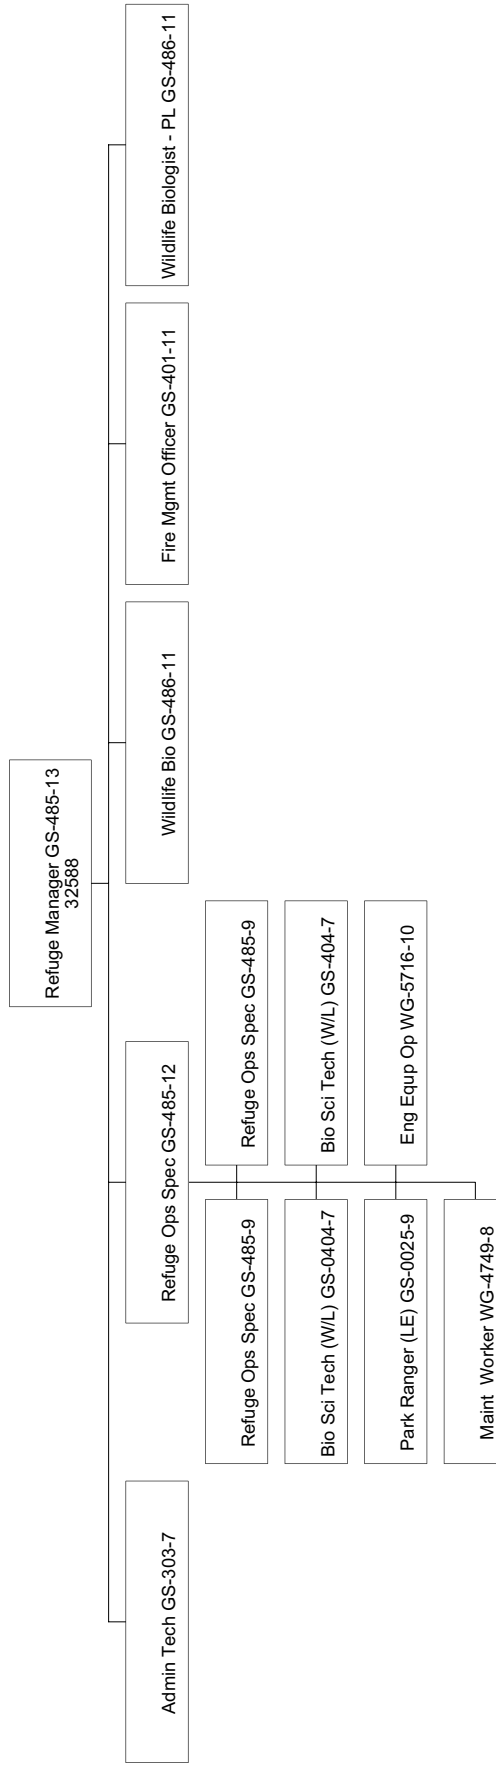 Refuge Manager GS-485-13
32588
Admin Tech GS-303-7
Refuge Ops Spec GS-485-12
Wildlife Bio GS-486-11
Fire Mgmt Officer GS-401-11
Wildlife Biologist - PL GS-486-11
Refuge Ops Spec GS-485-9
Refuge Ops Spec GS-485-9
Bio Sci Tech (W/L) GS-0404-7
Bio Sci Tech (W/L) GS-404-7
Park Ranger (LE) GS-0025-9
Eng Equp Op WG-5716-10
Maint Worker WG-4749-8